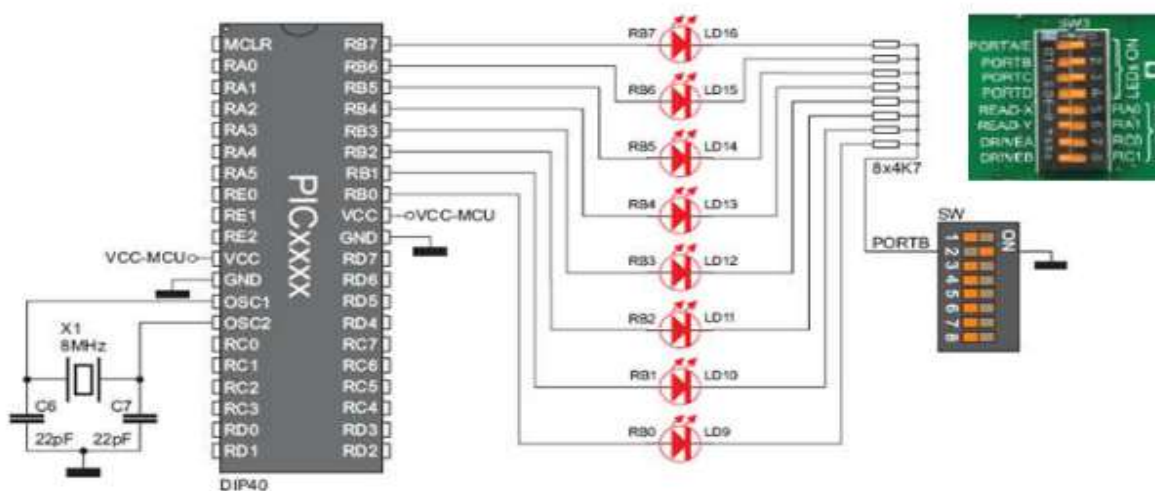 MCLR
RA0
RA1
RA2
RA3
RA4
RA5
RE0
RE1
RE2
VCC
GND
OSC1
OSC2
RC0
RC1
RC2
RC3
RD0
RD1
PICxxxx
RB7
RB6
RB5
RB4
RB3
RB2
RB1
RB0
VCC
GND
RD7
RD6
RD5
RD4
RC7
RC6
RC5
RC4
RD3
RD2
DIP40
VCC-MCU
VCC-MCU
X1
8MHz
C6
C7
22pF
22pF
RB7 LD16
RB6 LD15
RB5 LD14
RB4 LD13
RB3 LD12
RB2 LD11
RB1 LD10
RB0 LD9
8x4K7
PORTB
SW
ON
1
2
3
4
5
6
7
8
SW3
PORTA/E
PORTB
PORTC
PORTD
READ-X RA0
READ-Y RA1
DRIVEA RC0
DRIVEB RC1